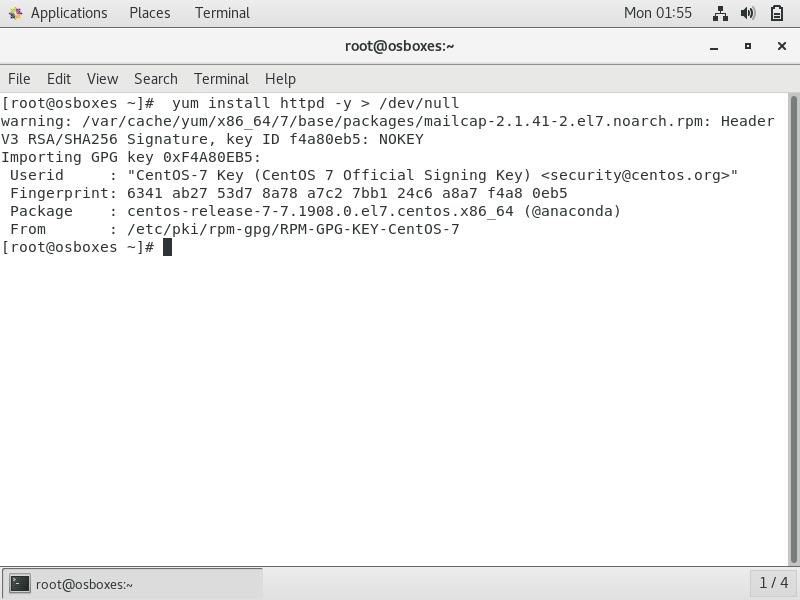 Applications Places Terminal Mon 01:55
root@osboxes:~
File Edit View Search Terminal Help
[root@osboxes ~]#  yum install httpd -y > /dev/null
warning: /var/cache/yum/x86_64/7/base/packages/mailcap-2.1.41-2.el7.noarch.rpm: Header
V3 RSA/SHA256 Signature, key ID f4a80eb5: NOKEY
Importing GPG key 0xF4A80EB5:
 Userid     : "CentOS-7 Key (CentOS 7 Official Signing Key) <security@centos.org>"
 Fingerprint: 6341 ab27 53d7 8a78 a7c2 7bb1 24c6 a8a7 f4a8 0eb5
 Package    : centos-release-7-7.1908.0.el7.centos.x86_64 (@anaconda)
 From       : /etc/pki/rpm-gpg/RPM-GPG-KEY-CentOS-7
[root@osboxes ~]#
root@osboxes:~ 1 / 4